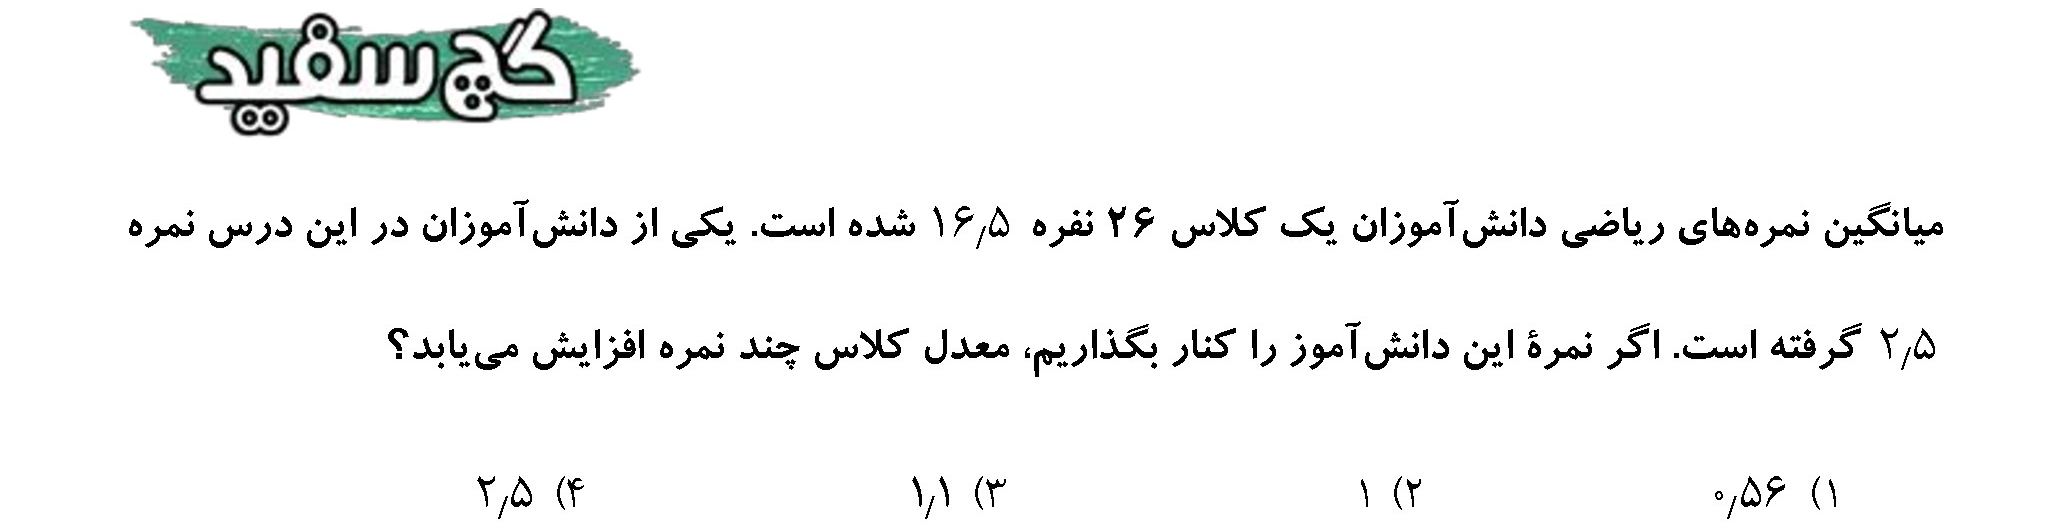 گچ سفید
میانگین نمره‌های ریاضی دانش‌آموزان یک کلاس ۲۶ نفره ۱۶٫۵ شده است. یکی از دانش‌آموزان در این درس نمره
۲٫۵ گرفته است. اگر نمرهٔ این دانش‌آموز را کنار بگذاریم، معدل کلاس چند نمره افزایش می‌یابد؟
۱) ۰٫۵۶ ۲) ۱ ۳) ۱٫۱ ۴) ۲٫۵